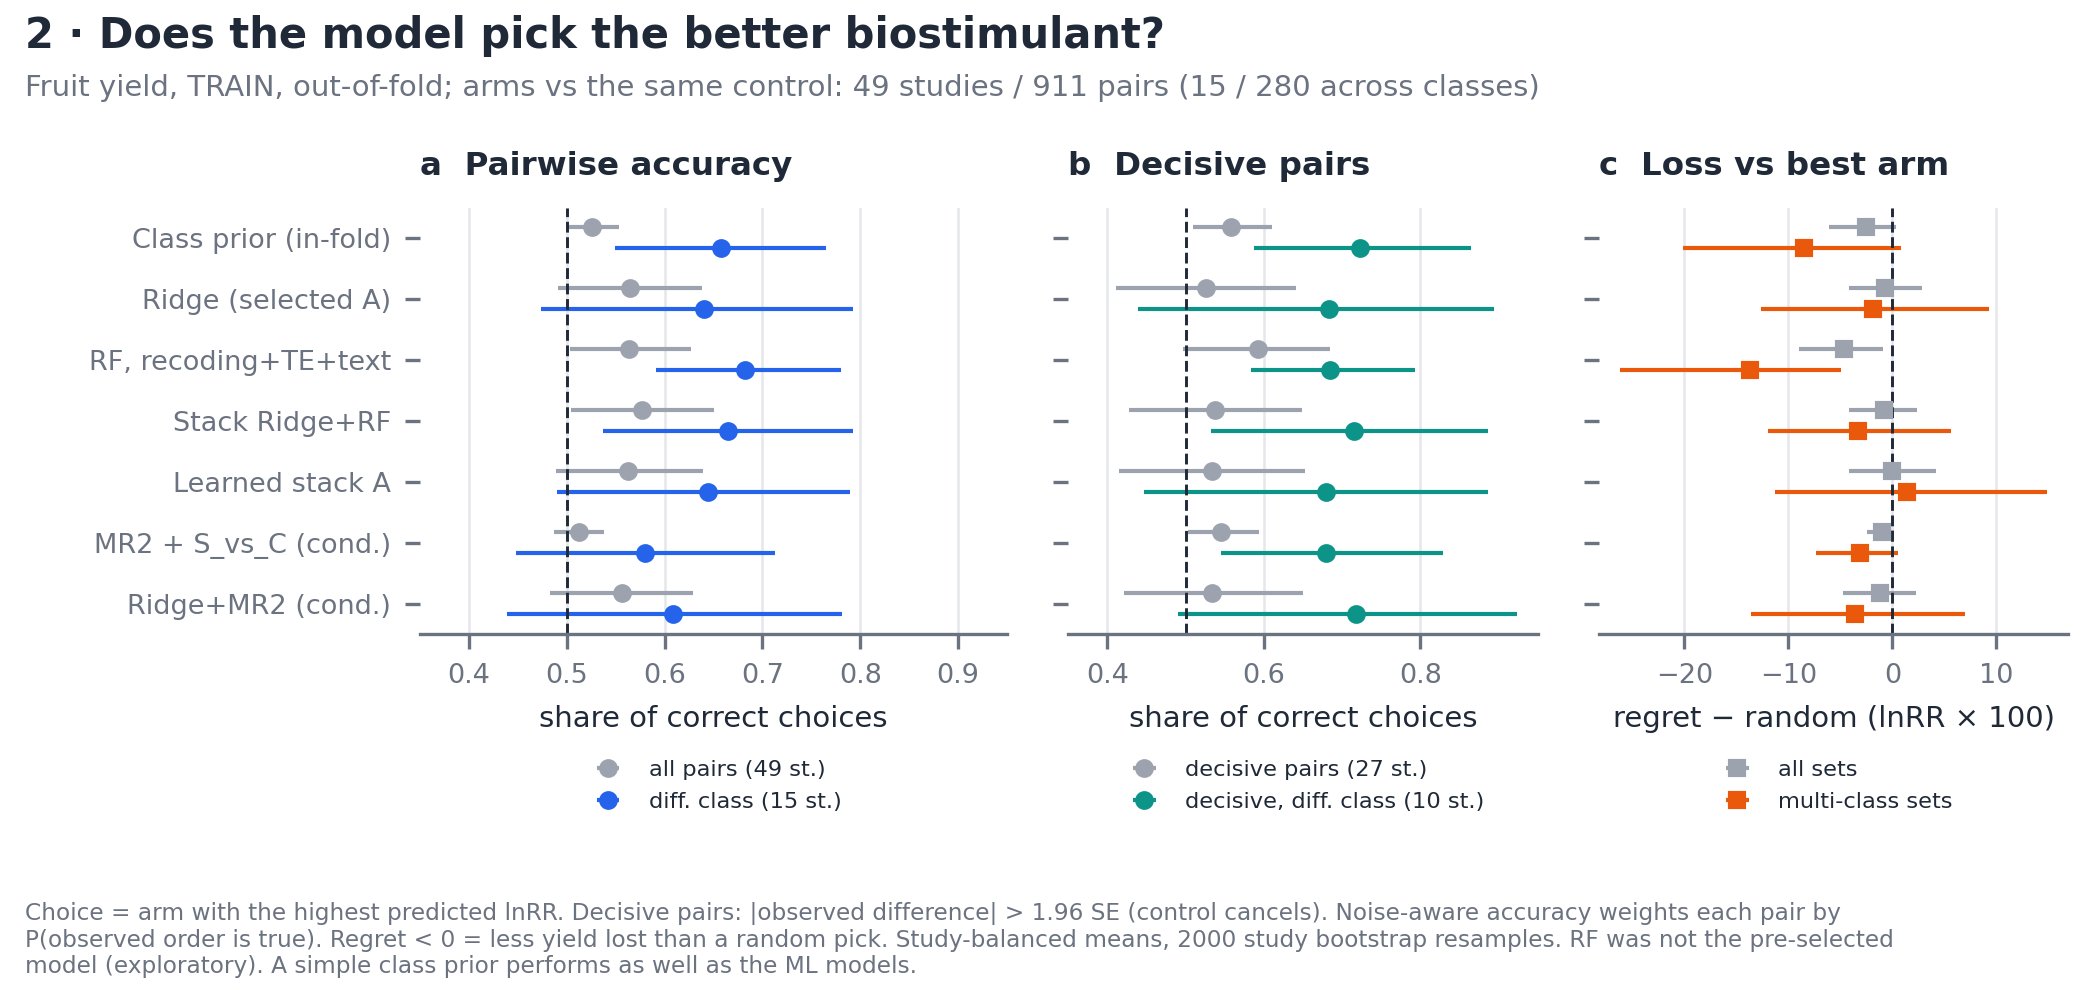 2 · Does the model pick the better biostimulant?
Fruit yield, TRAIN, out-of-fold; arms vs the same control: 49 studies / 911 pairs (15 / 280 across classes)
a Pairwise accuracy
b Decisive pairs
c Loss vs best arm
Class prior (in-fold)
Ridge (selected A)
RF, recoding+TE+text
Stack Ridge+RF
Learned stack A
MR2 + S_vs_C (cond.)
Ridge+MR2 (cond.)
0.4 0.5 0.6 0.7 0.8 0.9
0.4 0.6 0.8
−20 −10 0 10
share of correct choices
share of correct choices
regret − random (lnRR × 100)
all pairs (49 st.)
diff. class (15 st.)
decisive pairs (27 st.)
decisive, diff. class (10 st.)
all sets
multi-class sets
Choice = arm with the highest predicted lnRR. Decisive pairs: |observed difference| > 1.96 SE (control cancels). Noise-aware accuracy weights each pair by
P(observed order is true). Regret < 0 = less yield lost than a random pick. Study-balanced means, 2000 study bootstrap resamples. RF was not the pre-selected
model (exploratory). A simple class prior performs as well as the ML models.